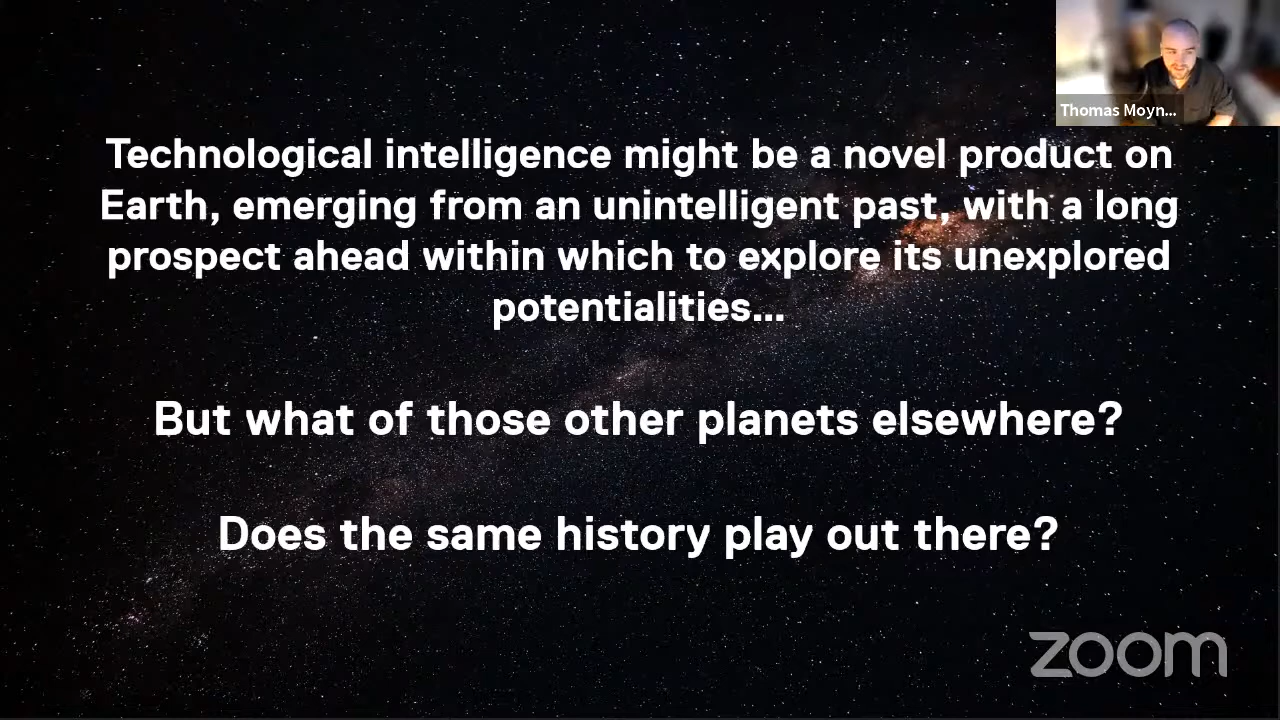 Thomas Moyn...
Technological intelligence might be a novel product on
Earth, emerging from an unintelligent past, with a long
prospect ahead within which to explore its unexplored
potentialities...
But what of those other planets elsewhere?
Does the same history play out there?
zoom